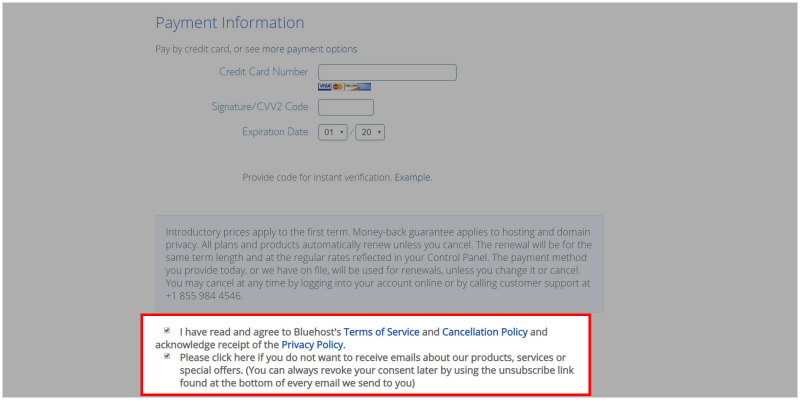 Payment Information
Pay by credit card, or see more payment options
Credit Card Number
VISA
Signature/CVV2 Code
Expiration Date 01 / 20
Provide code for instant verification. Example.
Introductory prices apply to the first term. Money-back guarantee applies to hosting and domain
privacy. All plans and products automatically renew unless you cancel. The renewal will be for the
same term length and at the regular rates reflected in your Control Panel. The payment method
you provide today, or we have on file, will be used for renewals, unless you change it or cancel.
You may cancel at any time by logging into your account online or by calling customer support at
+1 855 984 4546.
I have read and agree to Bluehost's Terms of Service and Cancellation Policy and
acknowledge receipt of the Privacy Policy.
Please click here if you do not want to receive emails about our products, services or
special offers. (You can always revoke your consent later by using the unsubscribe link
found at the bottom of every email we send to you)